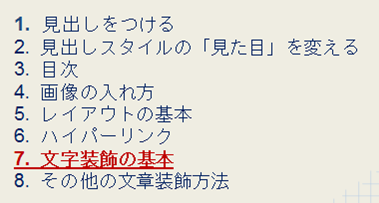 1. 見出しをつける
2. 見出しスタイルの「見た目」を変える
3. 目次
4. 画像の入れ方
5. レイアウトの基本
6. ハイパーリンク
7. 文字装飾の基本
8. その他の文章装飾方法